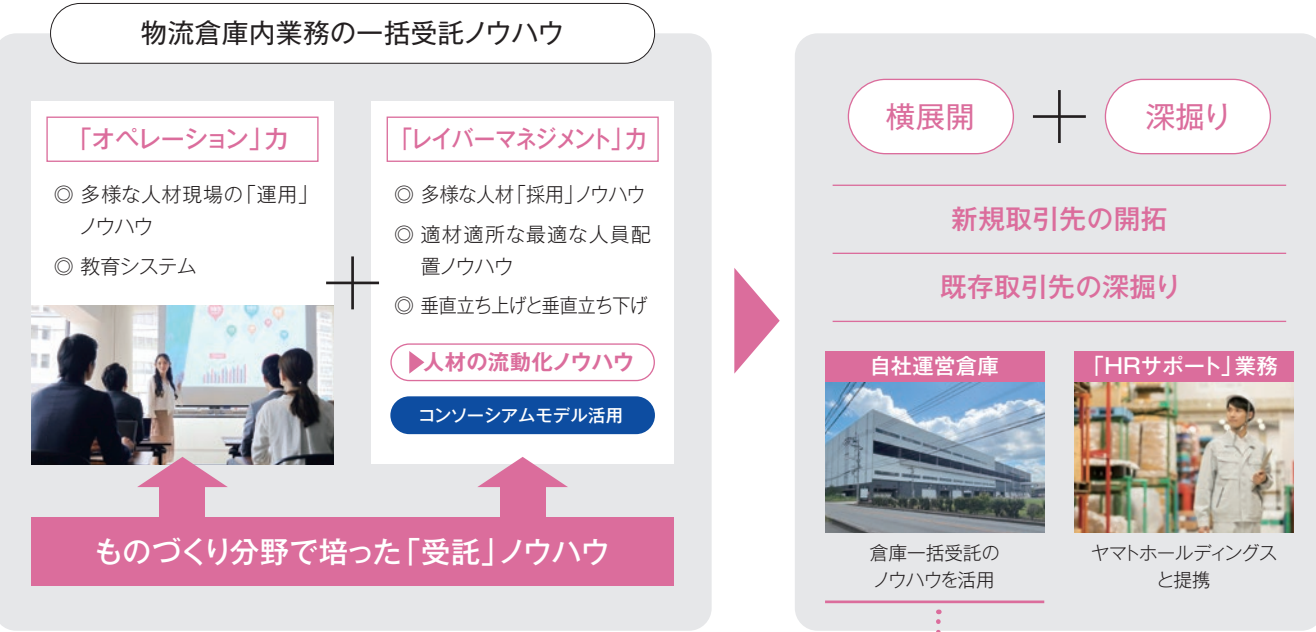 物流倉庫内業務の一括受託ノウハウ
「オペレーション」力
◎ 多様な人材現場の「運用」
ノウハウ
◎ 教育システム
「レイバーマネジメント」力
◎ 多様な人材「採用」ノウハウ
◎ 適材適所な最適な人員配
置ノウハウ
◎ 垂直立ち上げと垂直立ち下げ
▶人材の流動化ノウハウ
コンソーシアムモデル活用
ものづくり分野で培った「受託」ノウハウ
横展開
深掘り
新規取引先の開拓
既存取引先の深掘り
自社運営倉庫
倉庫一括受託の
ノウハウを活用
「HRサポート」業務
ヤマトホールディングス
と提携